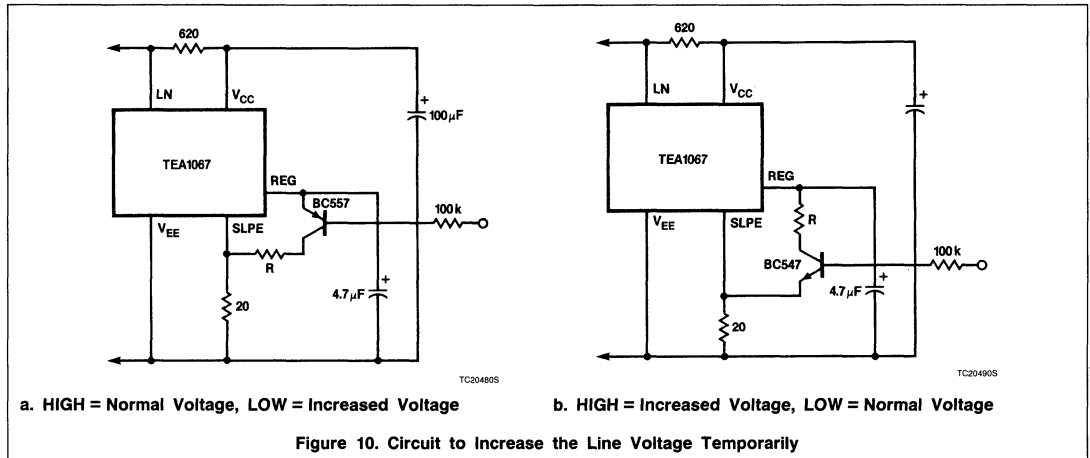 620
LN
VCC
100µF
TEA1067
REG
BC557
100k
VEE
SLPE
R
4.7µF
20
TC20480S
a. HIGH = Normal Voltage, LOW = Increased Voltage
620
LN
VCC
TEA1067
REG
R
VEE
SLPE
BC547
100k
4.7µF
20
TC20490S
b. HIGH = Increased Voltage, LOW = Normal Voltage
Figure 10. Circuit to Increase the Line Voltage Temporarily